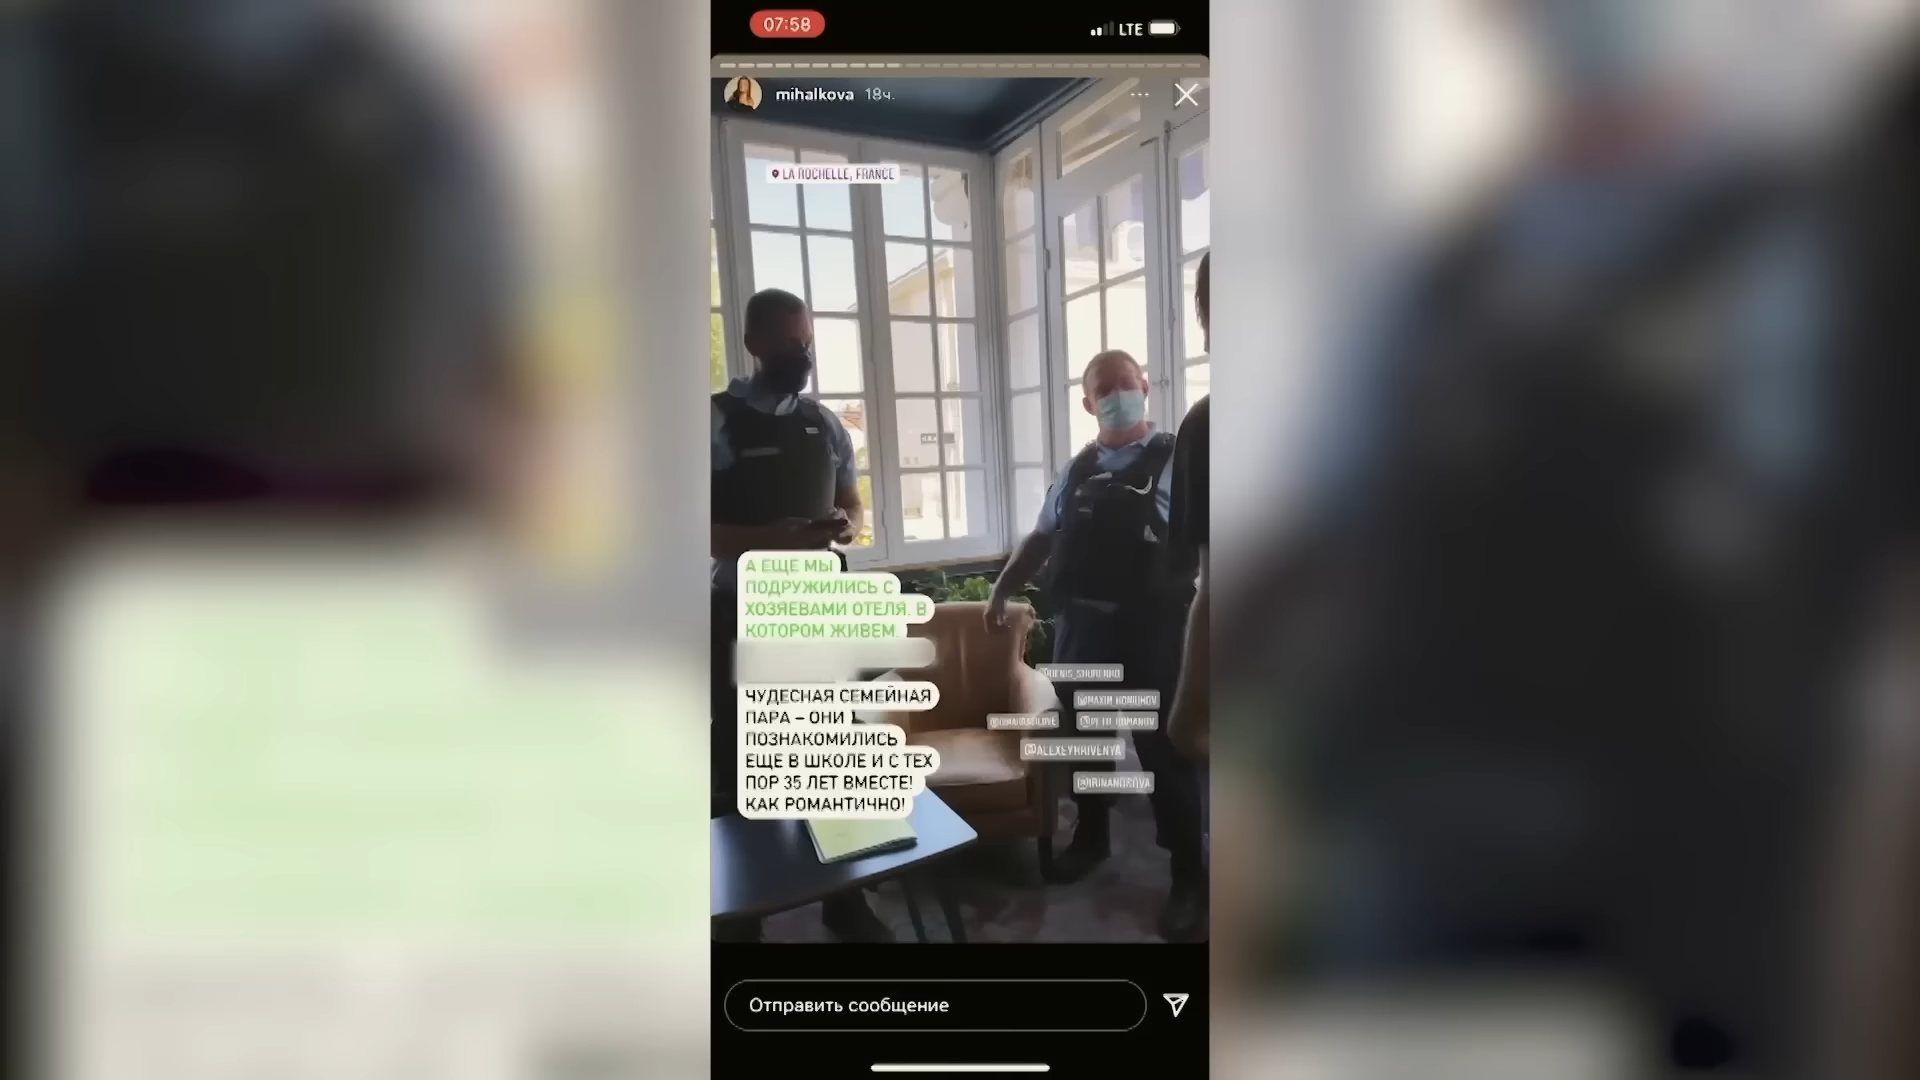 07:58
LTE
mihalkova 18ч.
LA ROCHELLE, FRANCE
А ЕЩЕ МЫ
ПОДРУЖИЛИСЬ С
ХОЗЯЕВАМИ ОТЕЛЯ. В
КОТОРОМ ЖИВЕМ.
ЧУДЕСНАЯ СЕМЕЙНАЯ
ПАРА – ОНИ
ПОЗНАКОМИЛИСЬ
ЕЩЕ В ШКОЛЕ И С ТЕХ
ПОР 35 ЛЕТ ВМЕСТЕ!
КАК РОМАНТИЧНО!
@ALEXEYKRIVENYA
Отправить сообщение